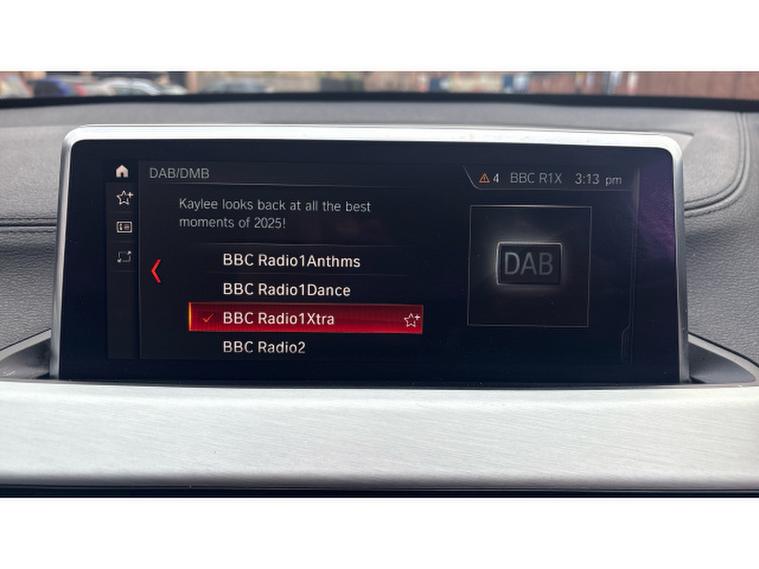 DAB/DMB
4 BBC R1X 3:13 pm
Kaylee looks back at all the best
moments of 2025!
BBC Radio1Anthms
BBC Radio1Dance
BBC Radio1Xtra
BBC Radio2
DAB